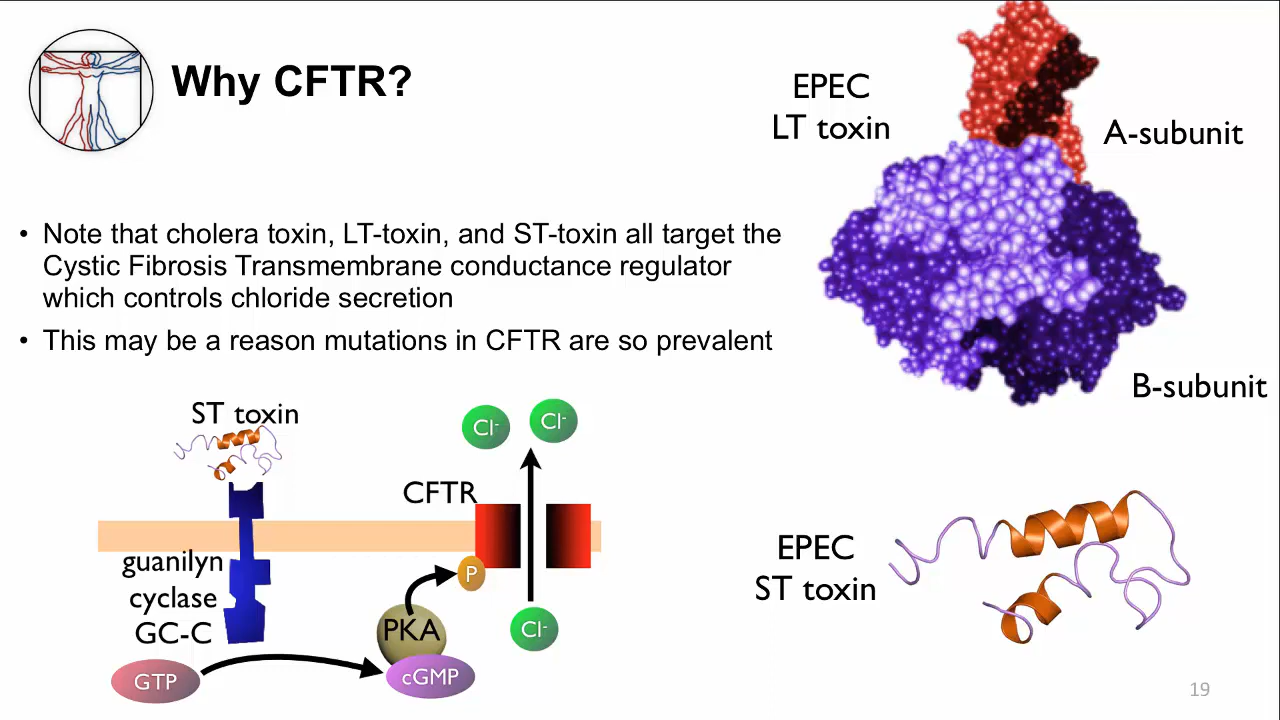 Why CFTR?
EPEC
LT toxin
A-subunit
B-subunit
• Note that cholera toxin, LT-toxin, and ST-toxin all target the
Cystic Fibrosis Transmembrane conductance regulator
which controls chloride secretion
• This may be a reason mutations in CFTR are so prevalent
ST toxin
Cl-
Cl-
CFTR
guanilyn
cyclase
GC-C
P
PKA
Cl-
GTP
cGMP
EPEC
ST toxin
19